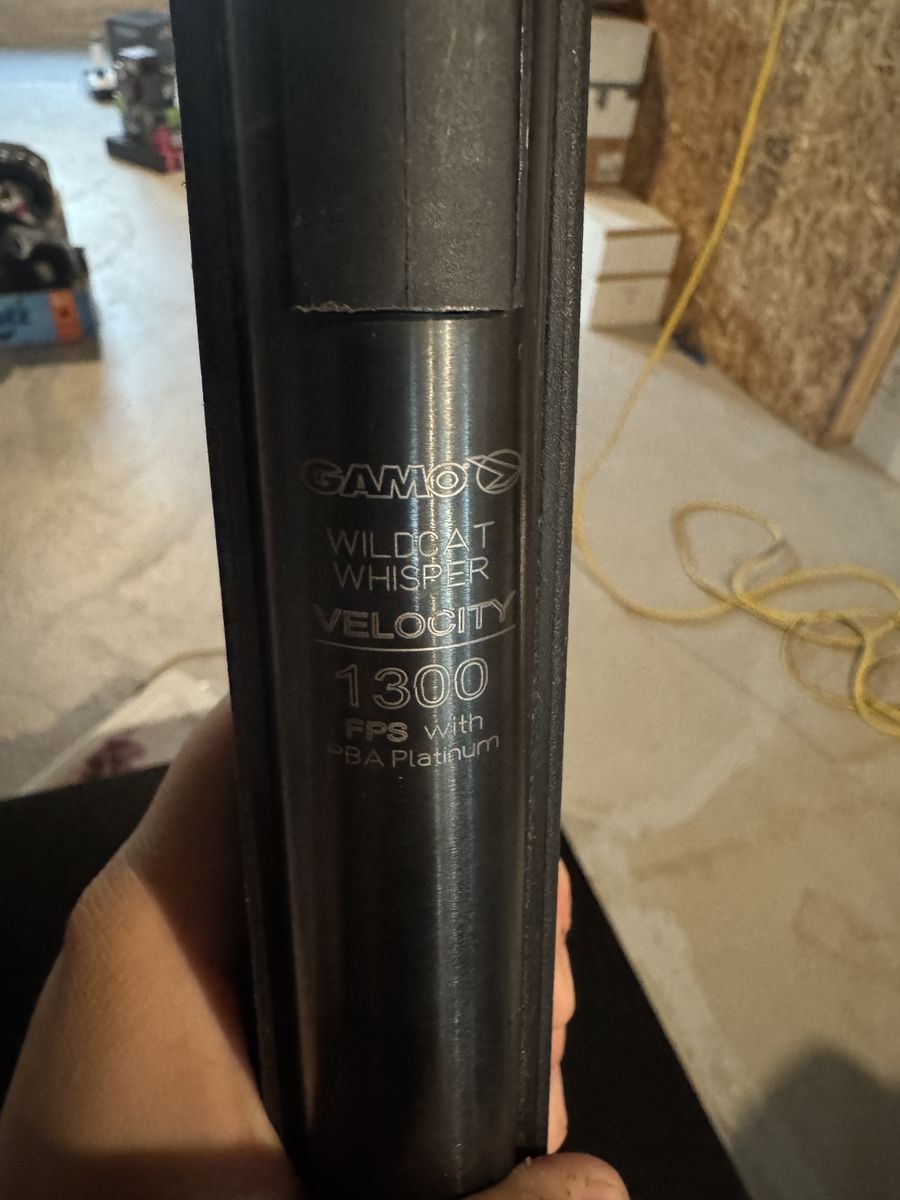 GAMO
WILDCAT
WHISPER
VELOCITY
1300
FPS with
PBA Platinum